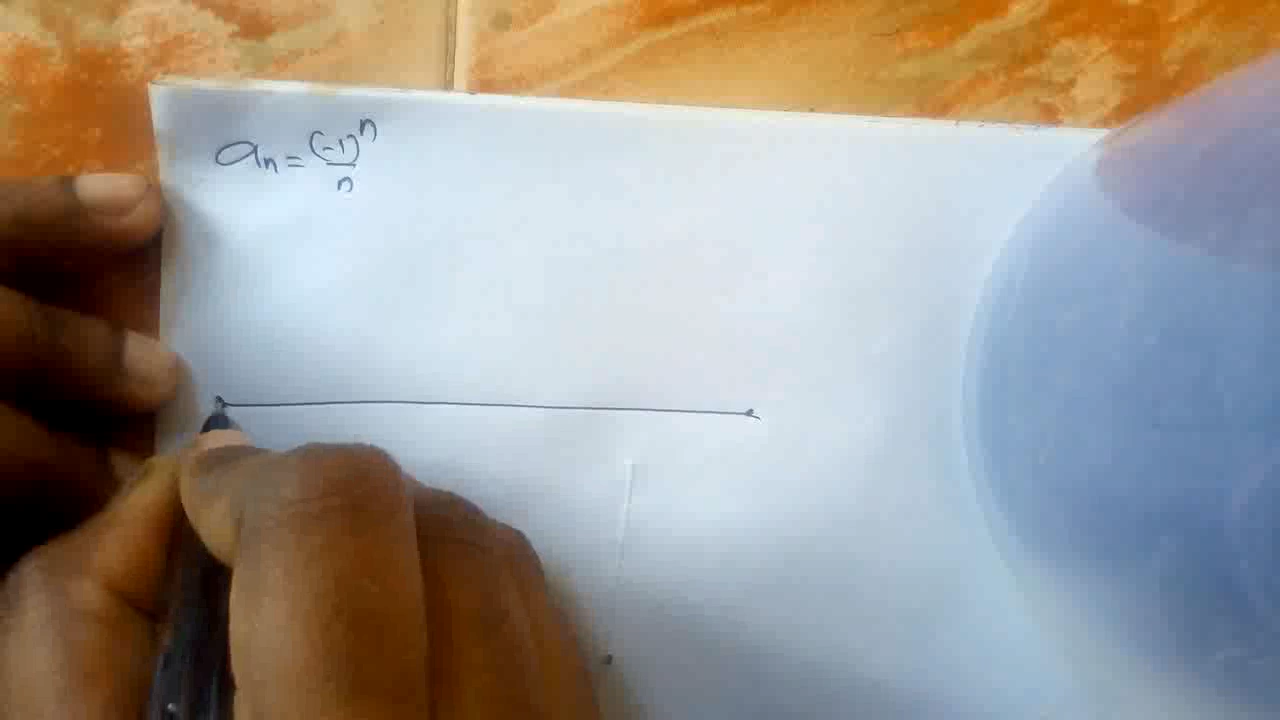 aₙ = (-1)ⁿ/n